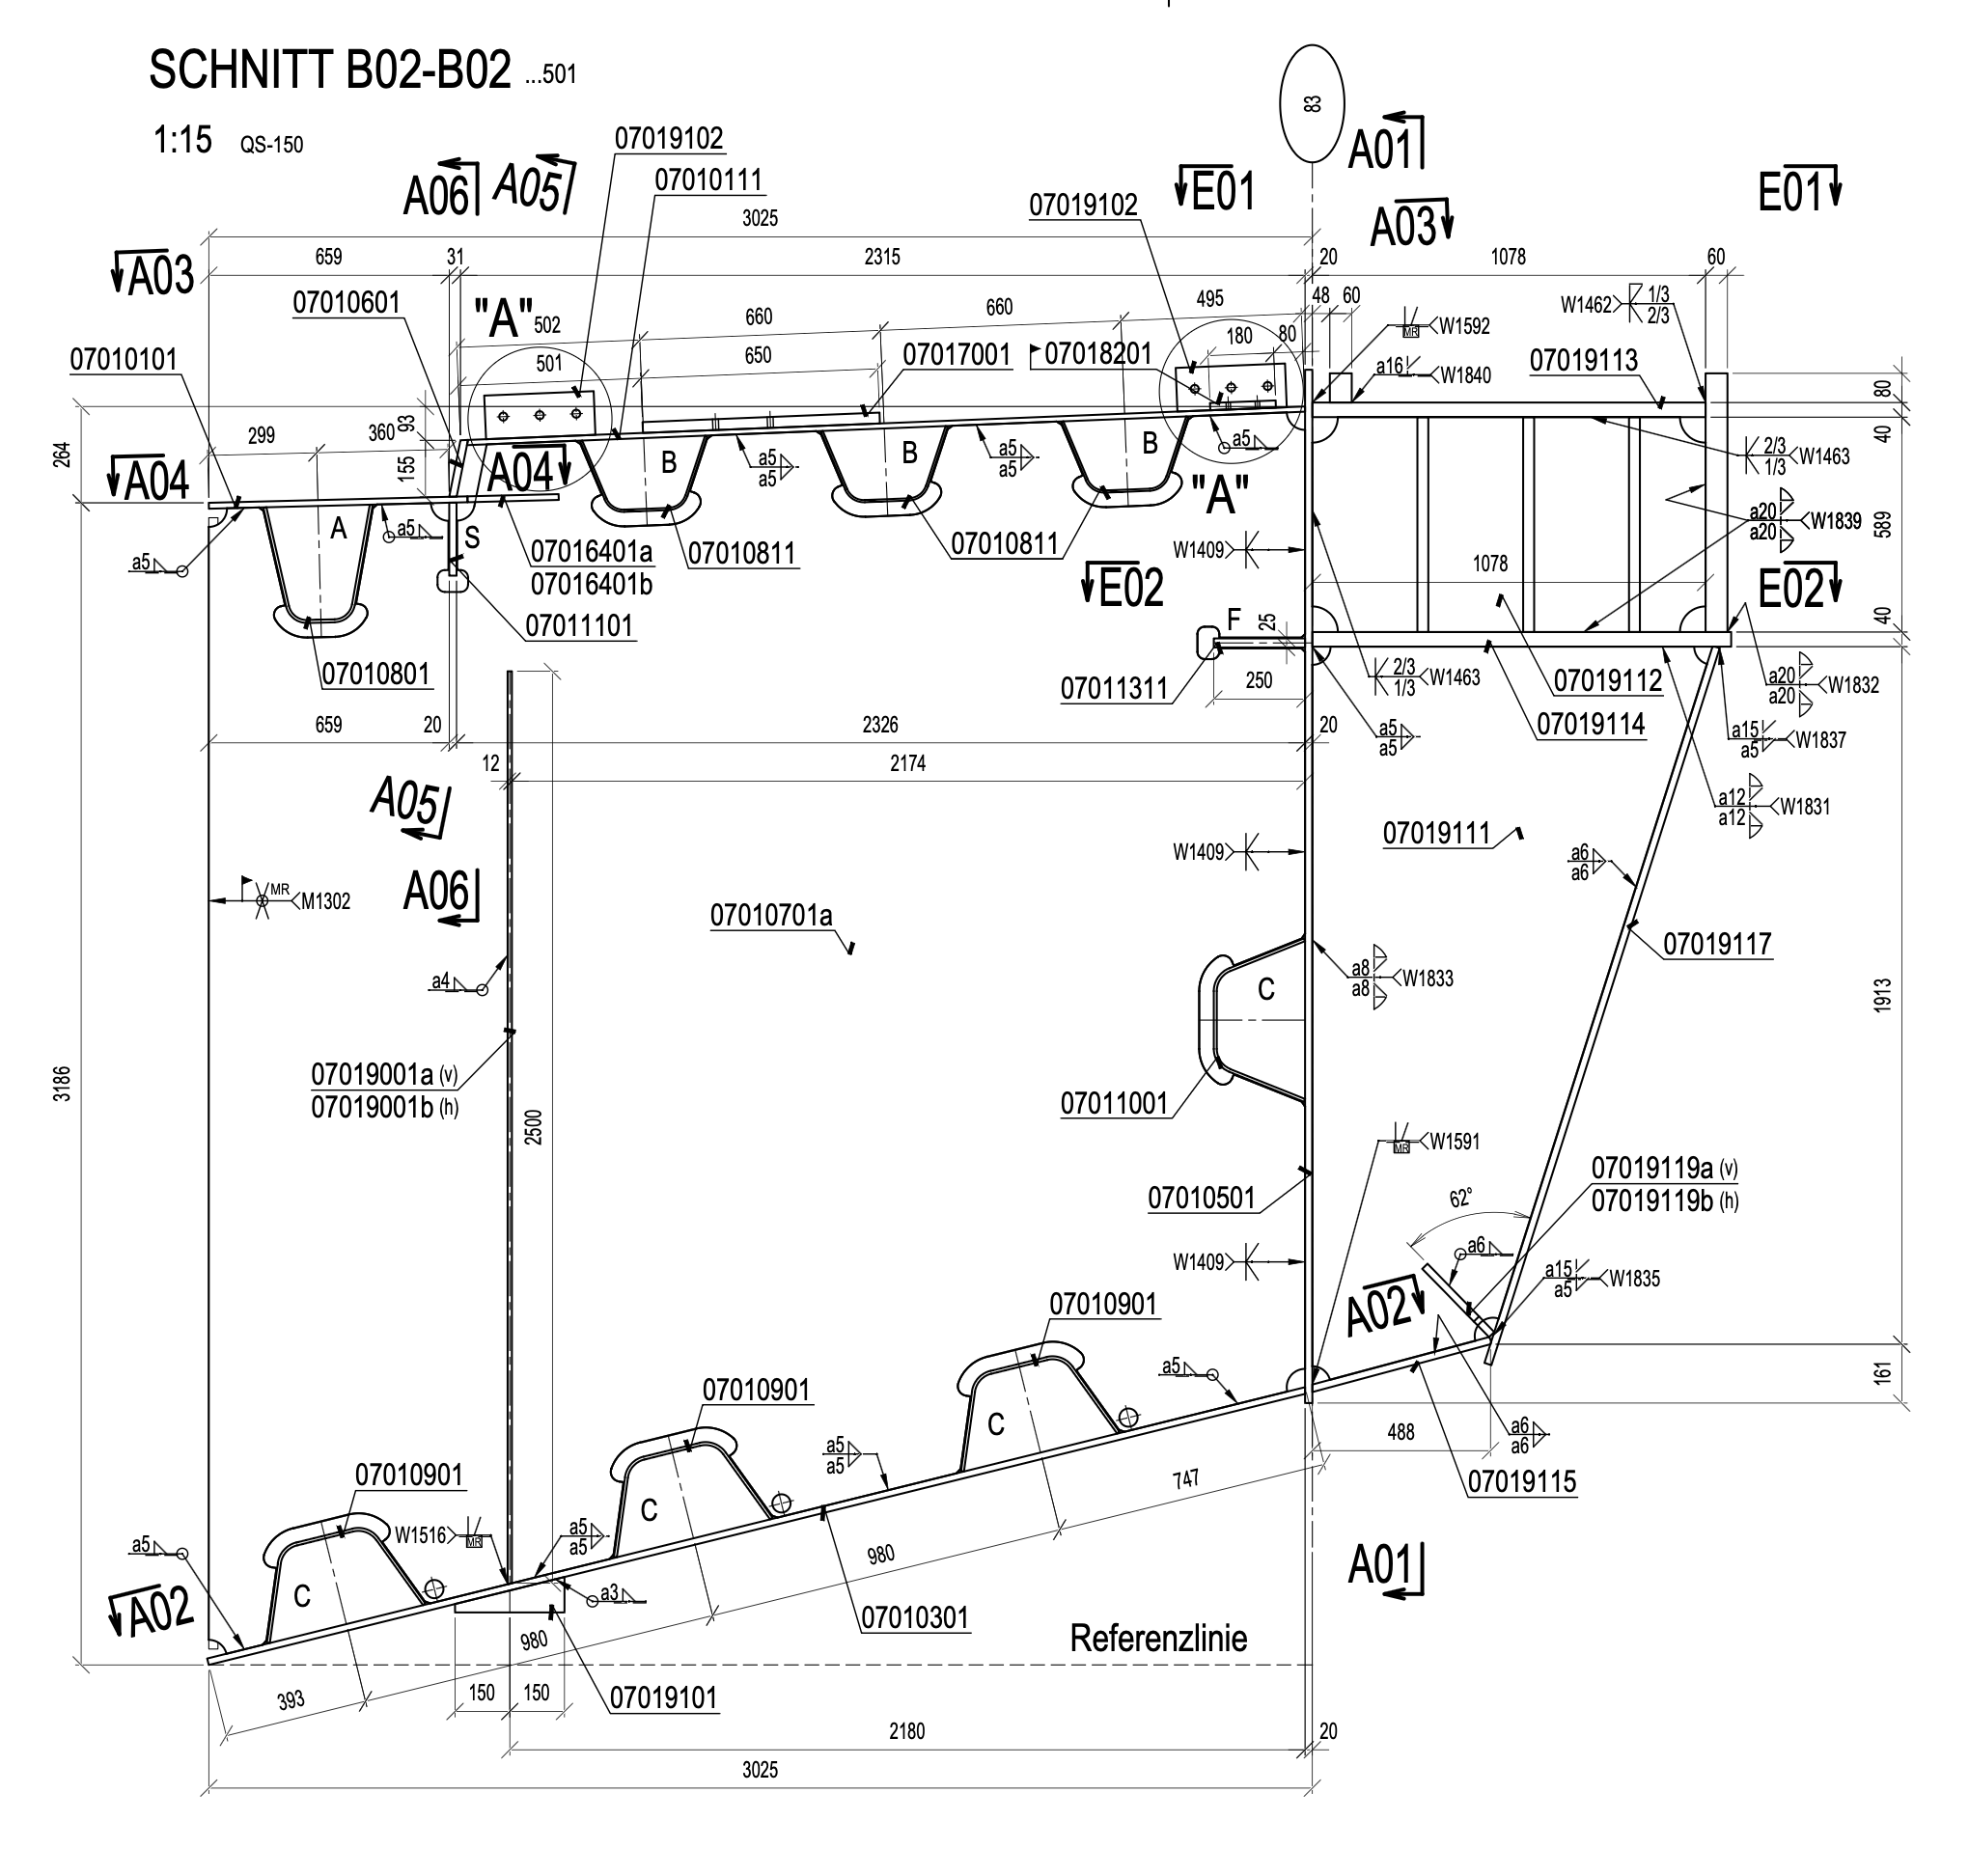 SCHNITT B02-B02 ...501
1:15 QS-150
83
A01
07019102
07010111
A06
A05
E01
E01
07019102
A03
3025
A03
659
31
2315
20
1078
60
07010601
"A"
502
660
660
495
48
60
W1462
1/3
2/3
MR
W1592
07010101
501
650
07017001
07018201
180
80
a16
W1840
07019113
80
264
299
360
93
155
A04
A04
B
B
B
a5
a5
a5
a5
a5
"A"
2/3
1/3
W1463
40
A
a5
S
07016401a
07016401b
07010811
07010811
W1409
a20
a20
W1839
589
a5
1078
E02
E02
07010801
07011101
F
25
40
07011311
250
2/3
1/3
W1463
07019112
07019114
a20
a20
W1832
659
20
2326
20
a5
a5
a15
a5
W1837
12
2174
A05
a12
a12
W1831
07019111
W1409
a6
a6
A06
MR
M1302
07010701a
07019117
a4
C
a8
a8
W1833
1913
3186
07019001a (v)
07019001b (h)
2500
07011001
MR
W1591
07010501
07019119a (v)
07019119b (h)
62°
a6
W1409
a15
a5
W1835
A02
07010901
a5
161
07010901
C
488
a6
a6
07019115
a5
a5
747
07010901
C
W1516
MR
a5
a5
980
A01
a5
C
a3
07010301
A02
980
Referenzlinie
393
150
150
07019101
2180
20
3025